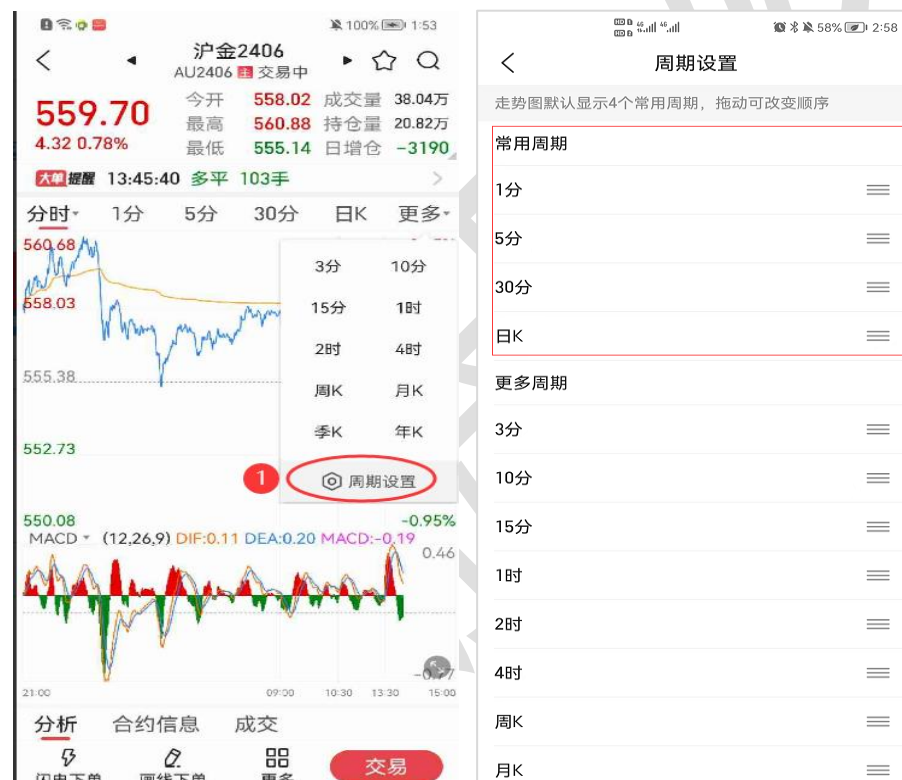 100% 1:53
沪金2406
AU2406 主 交易中
559.70
4.32 0.78%
今开 558.02 成交量 38.04万
最高 560.88 持仓量 20.82万
最低 555.14 日增仓 -3190
大单提醒 13:45:40 多平 103手
分时 1分 5分 30分 日K 更多
560.68
558.03
555.38
552.73
550.08
3分 10分
15分 1时
2时 4时
周K 月K
季K 年K
1 周期设置
-0.95%
MACD (12,26,9) DIF:0.11 DEA:0.20 MACD:-0.19
0.46
21:00 09:00 10:30 13:30 15:00
分析 合约信息 成交
闪电下单 画线下单 更多
交易
58% 2:58
周期设置
走势图默认显示4个常用周期，拖动可改变顺序
常用周期
1分
5分
30分
日K
更多周期
3分
10分
15分
1时
2时
4时
周K
月K